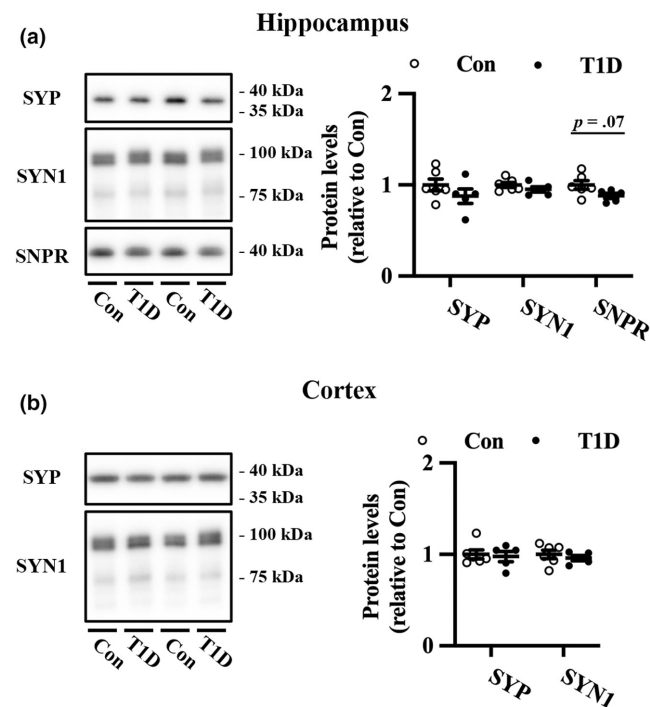 Hippocampus
(a)
SYP
- 40 kDa
- 35 kDa
SYN1
- 100 kDa
- 75 kDa
SNPR
- 40 kDa
Con
T1D
Con
T1D
Con
T1D
Protein levels
(relative to Con)
2
1
0
p = .07
SYP
SYN1
SNPR
Cortex
(b)
SYP
- 40 kDa
- 35 kDa
SYN1
- 100 kDa
- 75 kDa
Con
T1D
Con
T1D
Con
T1D
Protein levels
(relative to Con)
2
1
0
SYP
SYN1